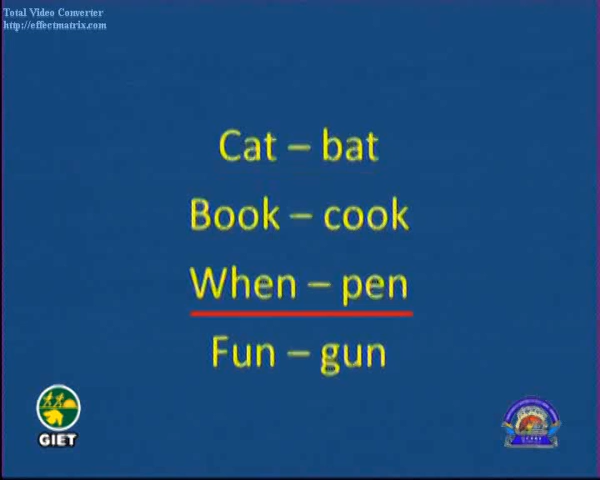 Total Video Converter
http://effectmatrix.com
Cat – bat
Book – cook
When – pen
Fun – gun
GIET